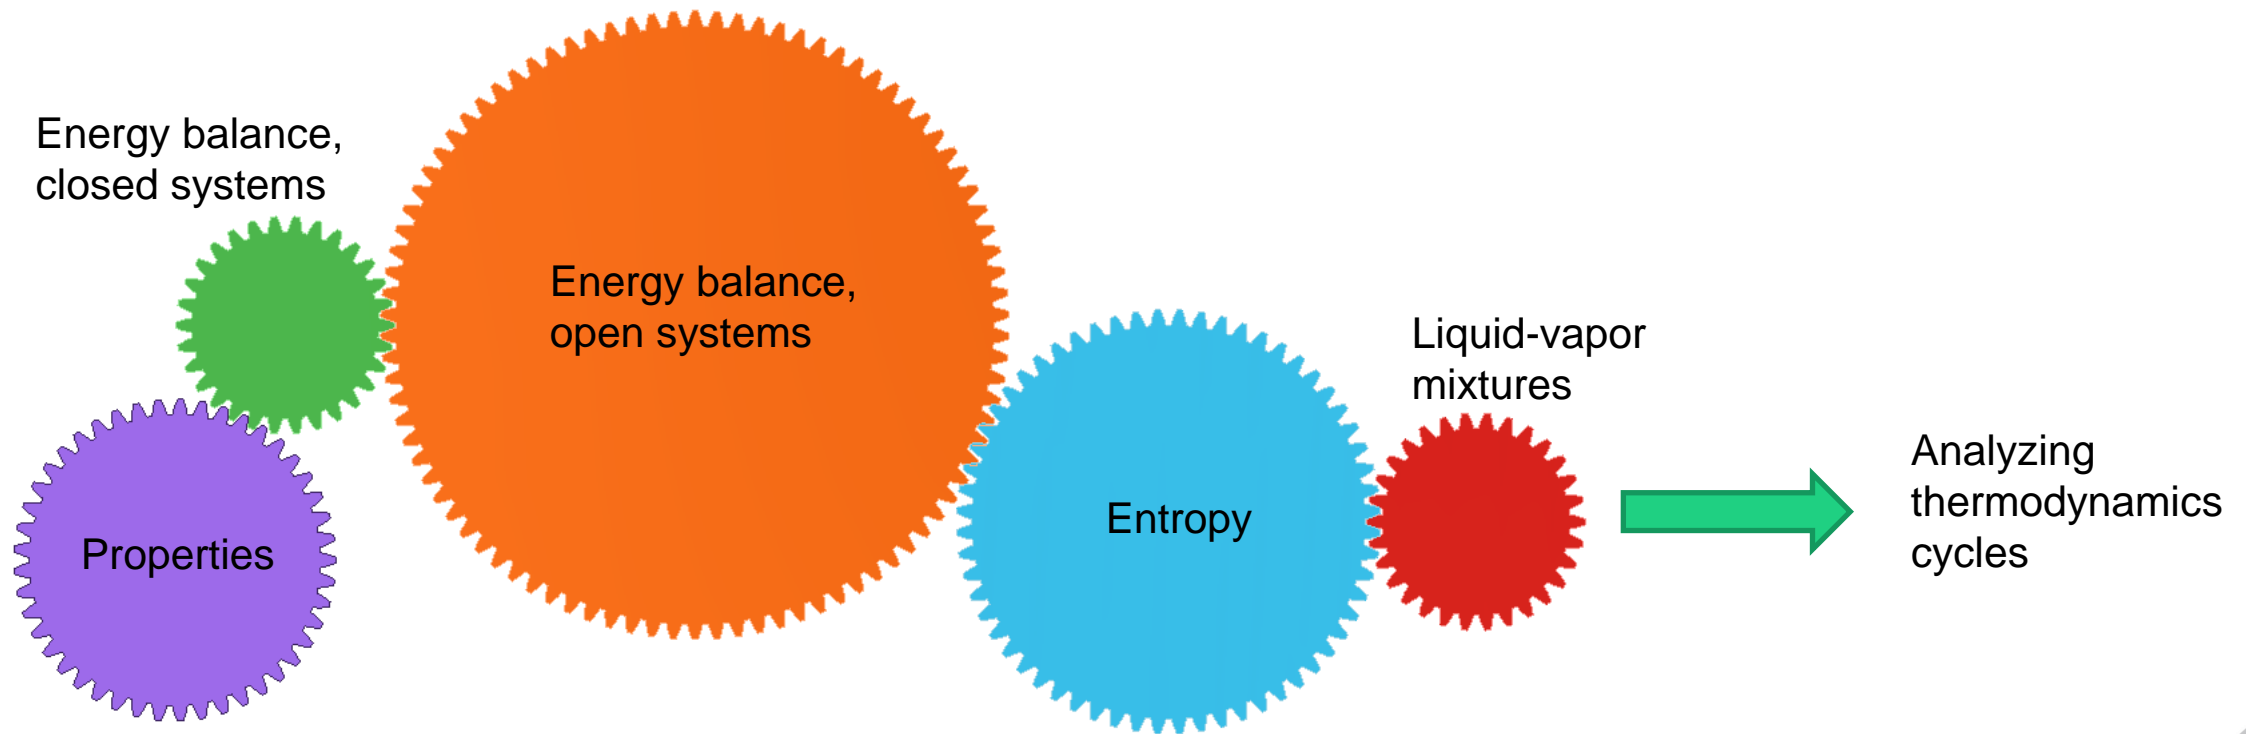 Energy balance,
closed systems
Energy balance,
open systems
Properties
Entropy
Liquid-vapor
mixtures
Analyzing
thermodynamics
cycles